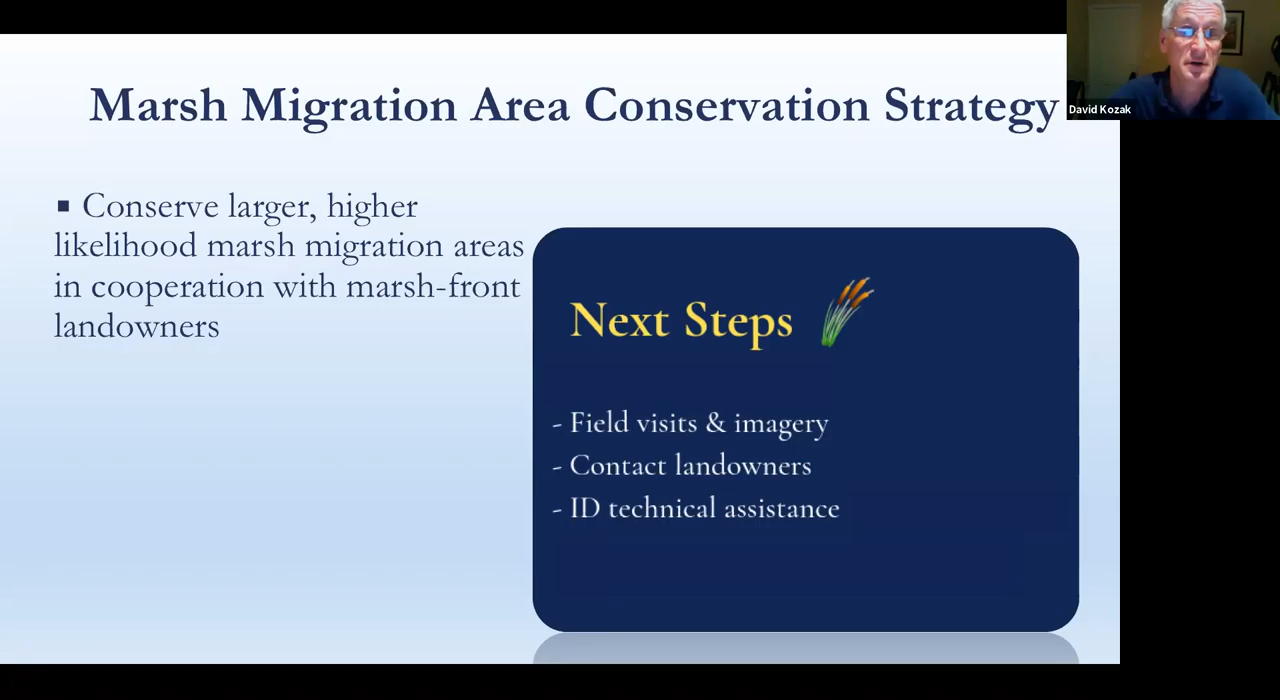 Marsh Migration Area Conservation Strategy
David Kozak
▪ Conserve larger, higher
likelihood marsh migration areas
in cooperation with marsh-front
landowners
Next Steps
- Field visits & imagery
- Contact landowners
- ID technical assistance